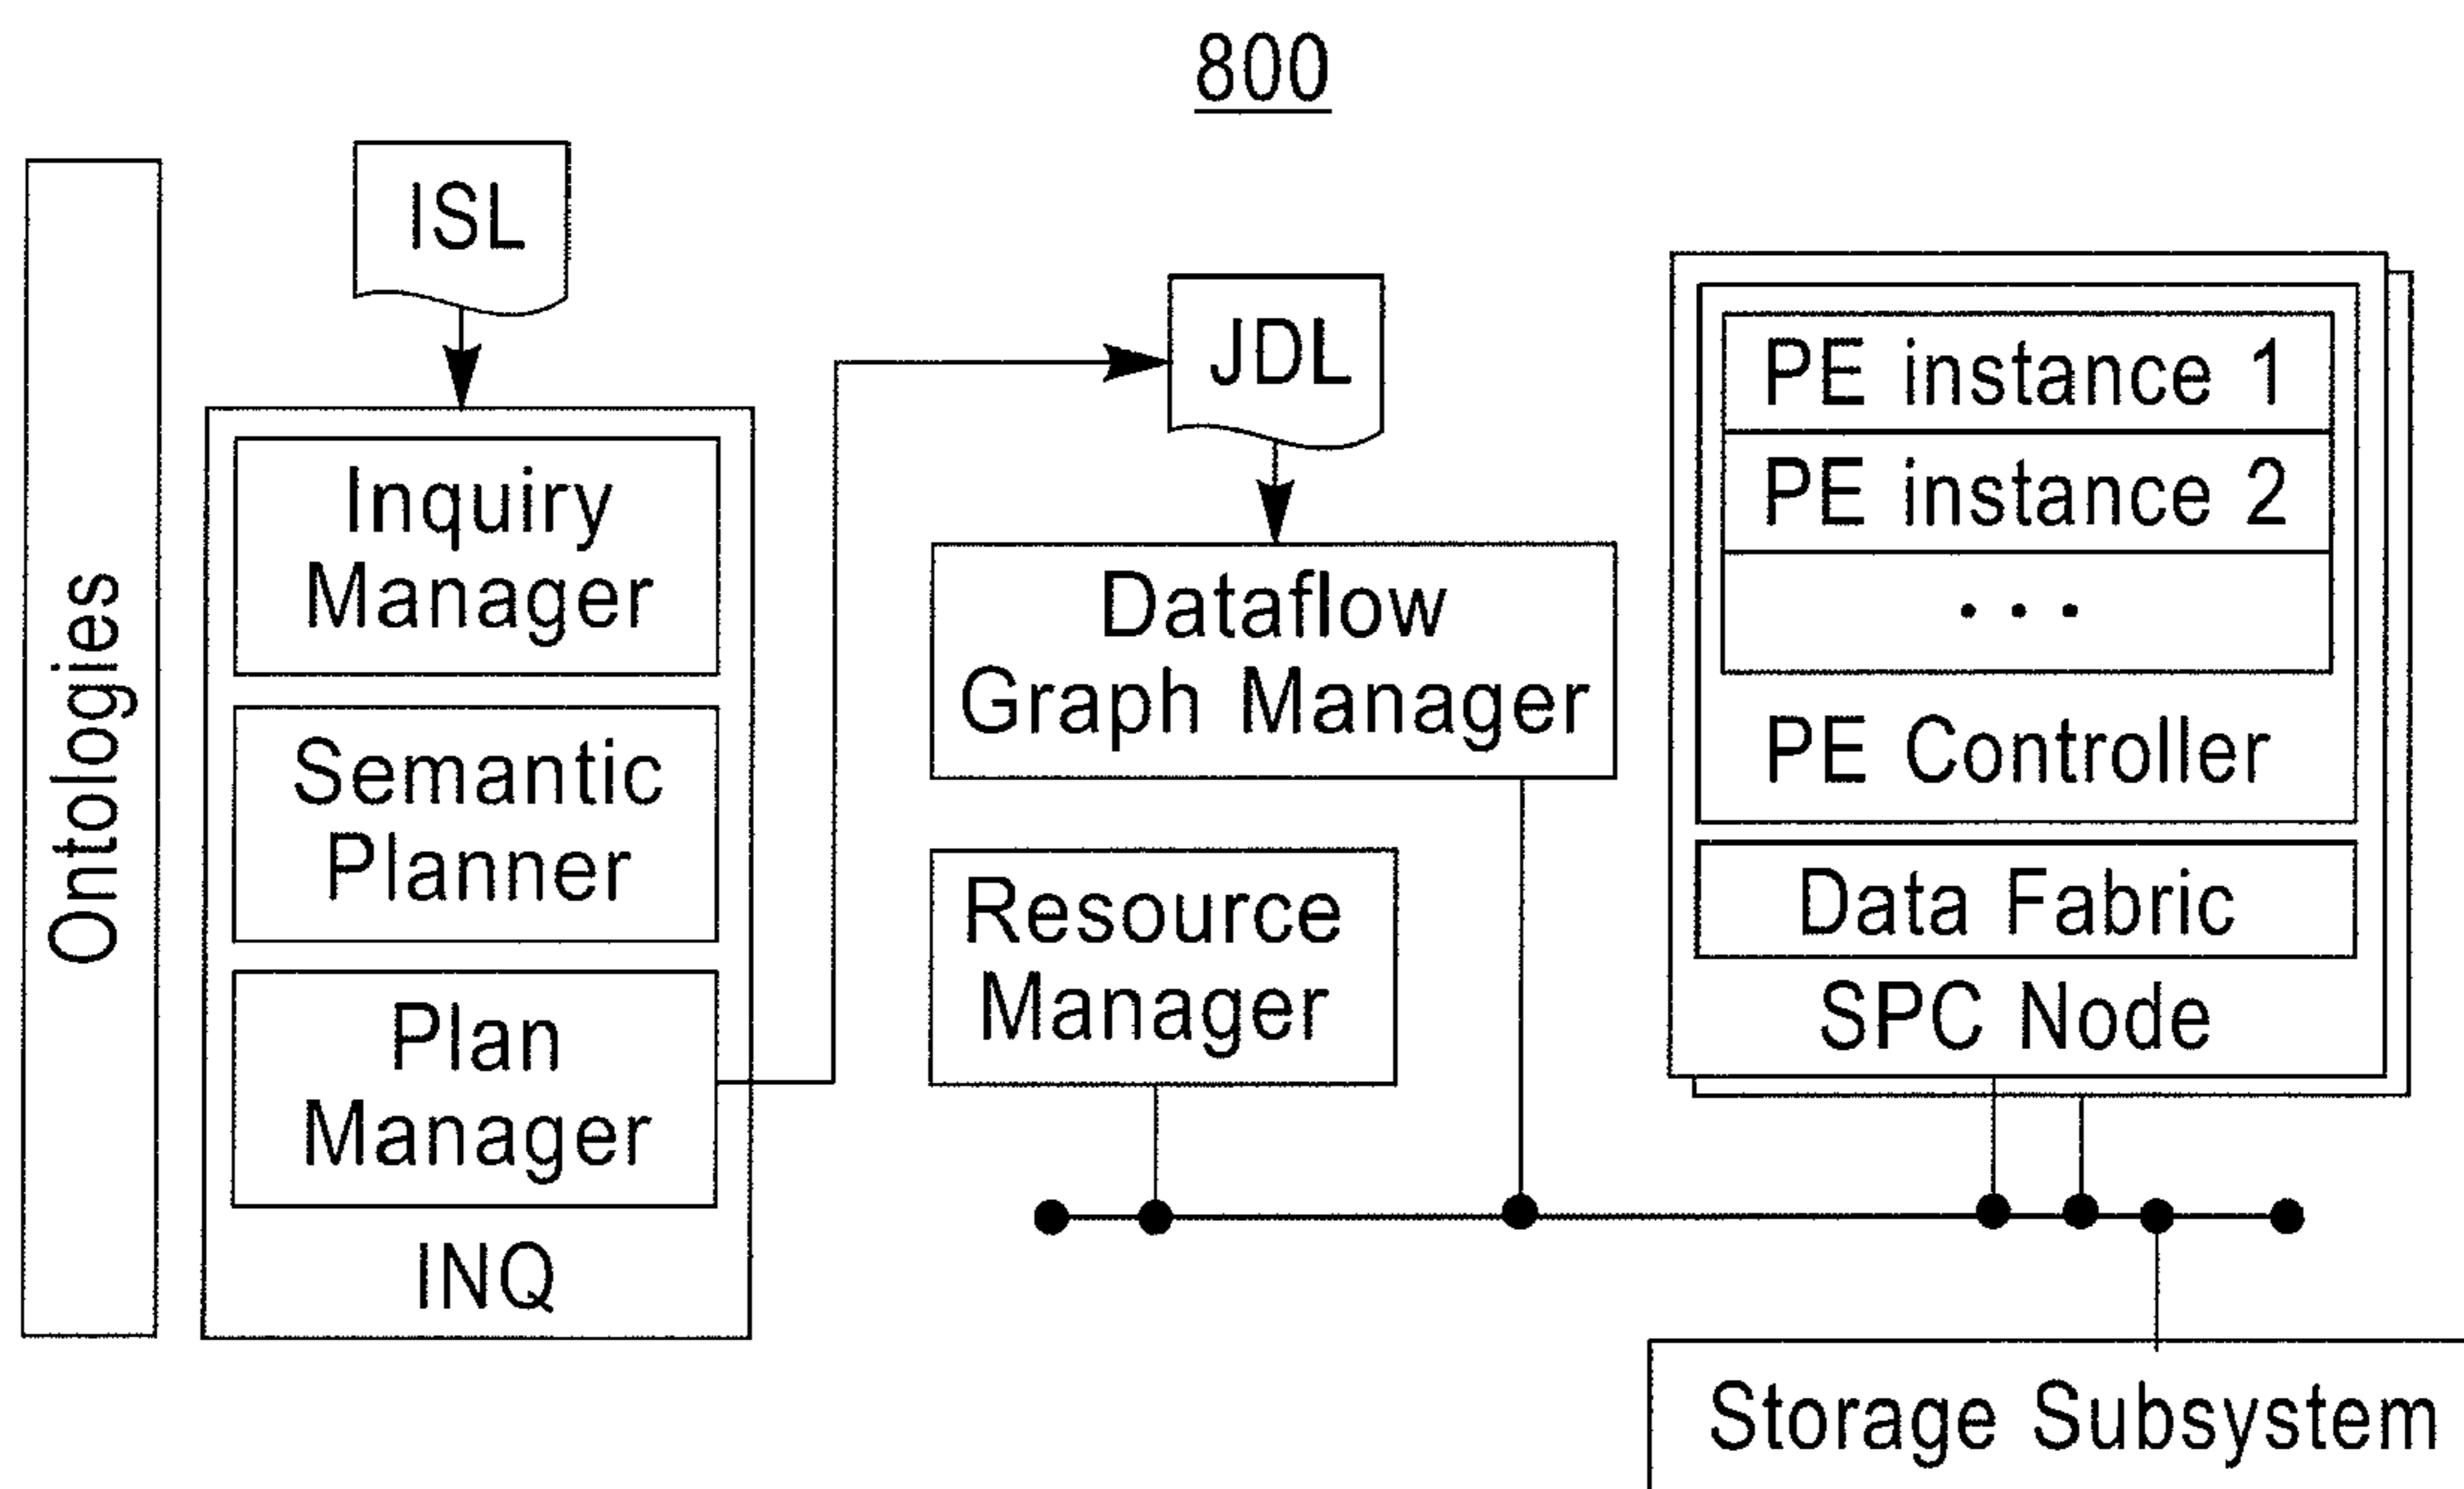 800
Ontologies
ISL
Inquiry
Manager
Semantic
Planner
Plan
Manager
INQ
JDL
Dataflow
Graph Manager
Resource
Manager
PE instance 1
PE instance 2
...
PE Controller
Data Fabric
SPC Node
Storage Subsystem